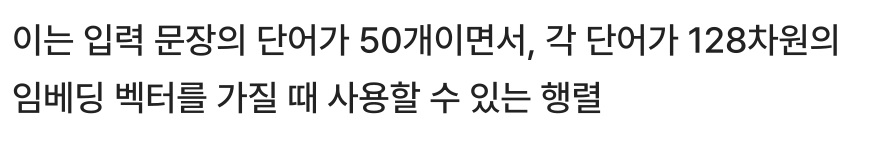 이는 입력 문장의 단어가 50개이면서, 각 단어가 128차원의
임베딩 벡터를 가질 때 사용할 수 있는 행렬